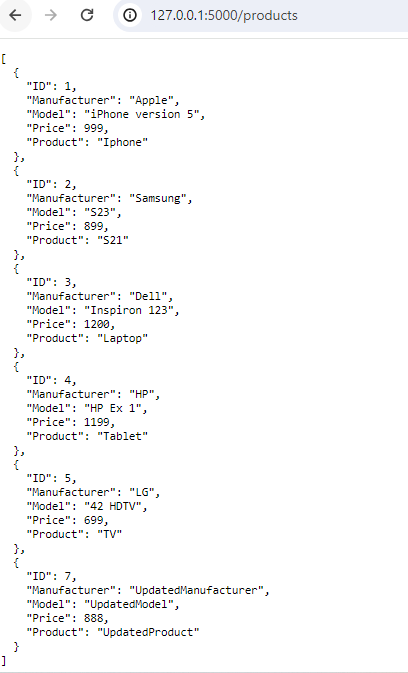 127.0.0.1:5000/products
[
  {
    "ID": 1,
    "Manufacturer": "Apple",
    "Model": "iPhone version 5",
    "Price": 999,
    "Product": "Iphone"
  },
  {
    "ID": 2,
    "Manufacturer": "Samsung",
    "Model": "S23",
    "Price": 899,
    "Product": "S21"
  },
  {
    "ID": 3,
    "Manufacturer": "Dell",
    "Model": "Inspiron 123",
    "Price": 1200,
    "Product": "Laptop"
  },
  {
    "ID": 4,
    "Manufacturer": "HP",
    "Model": "HP Ex 1",
    "Price": 1199,
    "Product": "Tablet"
  },
  {
    "ID": 5,
    "Manufacturer": "LG",
    "Model": "42 HDTV",
    "Price": 699,
    "Product": "TV"
  },
  {
    "ID": 7,
    "Manufacturer": "UpdatedManufacturer",
    "Model": "UpdatedModel",
    "Price": 888,
    "Product": "UpdatedProduct"
  }
]